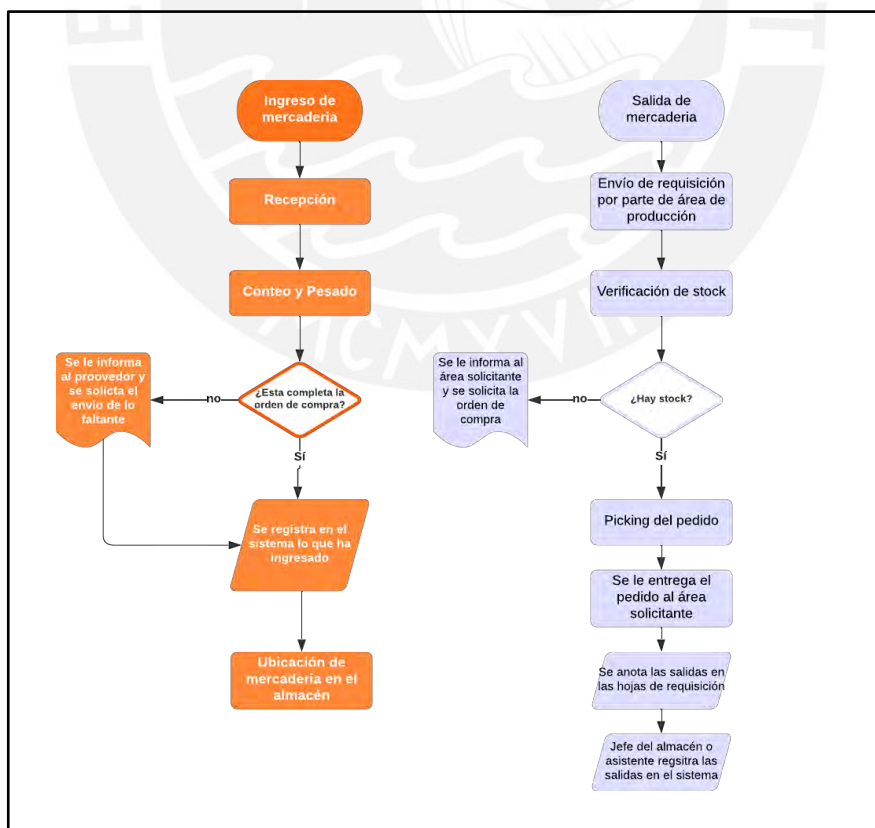 Ingreso de
mercaderia
Recepción
Conteo y Pesado
¿Esta completa la
orden de compra?
no
Se le informa
al proovedor y
se solicta el
envio de lo
faltante
Sí
Se registra en el
sistema lo que ha
ingresado
Ubicación de
mercaderia en el
almacén
Salida de
mercaderia
Envío de requisición
por parte de área de
producción
Verificación de stock
¿Hay stock?
no
Se le informa al
área solicitante
y se solicita la
orden de
compra
Sí
Picking del pedido
Se le entrega el
pedido al área
solicitante
Se anota las salidas en
las hojas de requisición
Jefe del almacén o
asistente regsitra las
salidas en el sistema